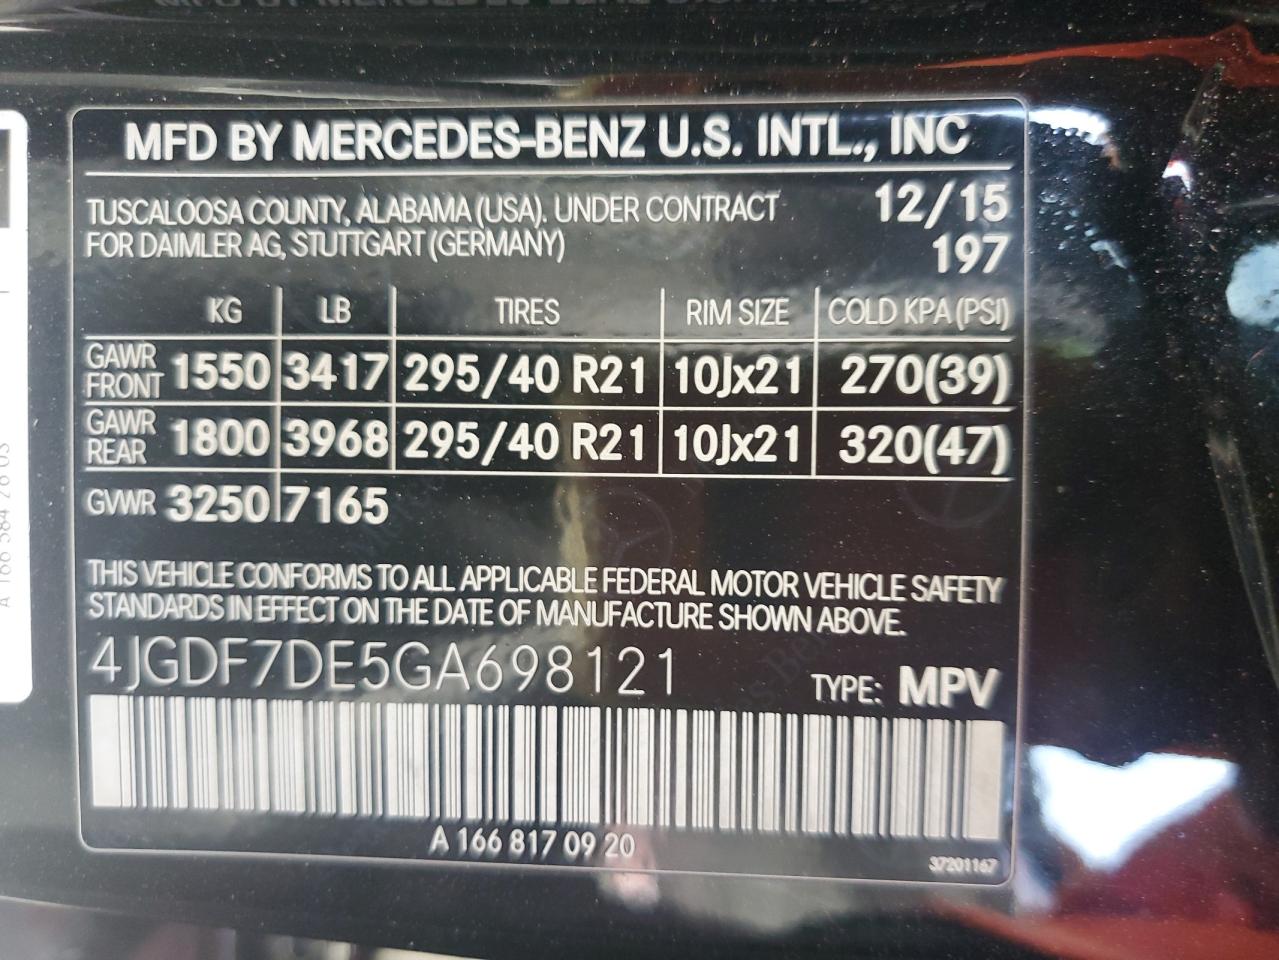 MFD BY MERCEDES-BENZ U.S. INTL., INC
TUSCALOOSA COUNTY, ALABAMA (USA). UNDER CONTRACT 12/15
FOR DAIMLER AG, STUTTGART (GERMANY) 197
KG LB TIRES RIM SIZE COLD KPA (PSI)
GAWR FRONT 1550 3417 295/40 R21 10Jx21 270(39)
GAWR REAR 1800 3968 295/40 R21 10Jx21 320(47)
GVWR 3250 7165
THIS VEHICLE CONFORMS TO ALL APPLICABLE FEDERAL MOTOR VEHICLE SAFETY
STANDARDS IN EFFECT ON THE DATE OF MANUFACTURE SHOWN ABOVE.
4JGDF7DE5GA698121
TYPE: MPV
A 166 817 09 20
37201167